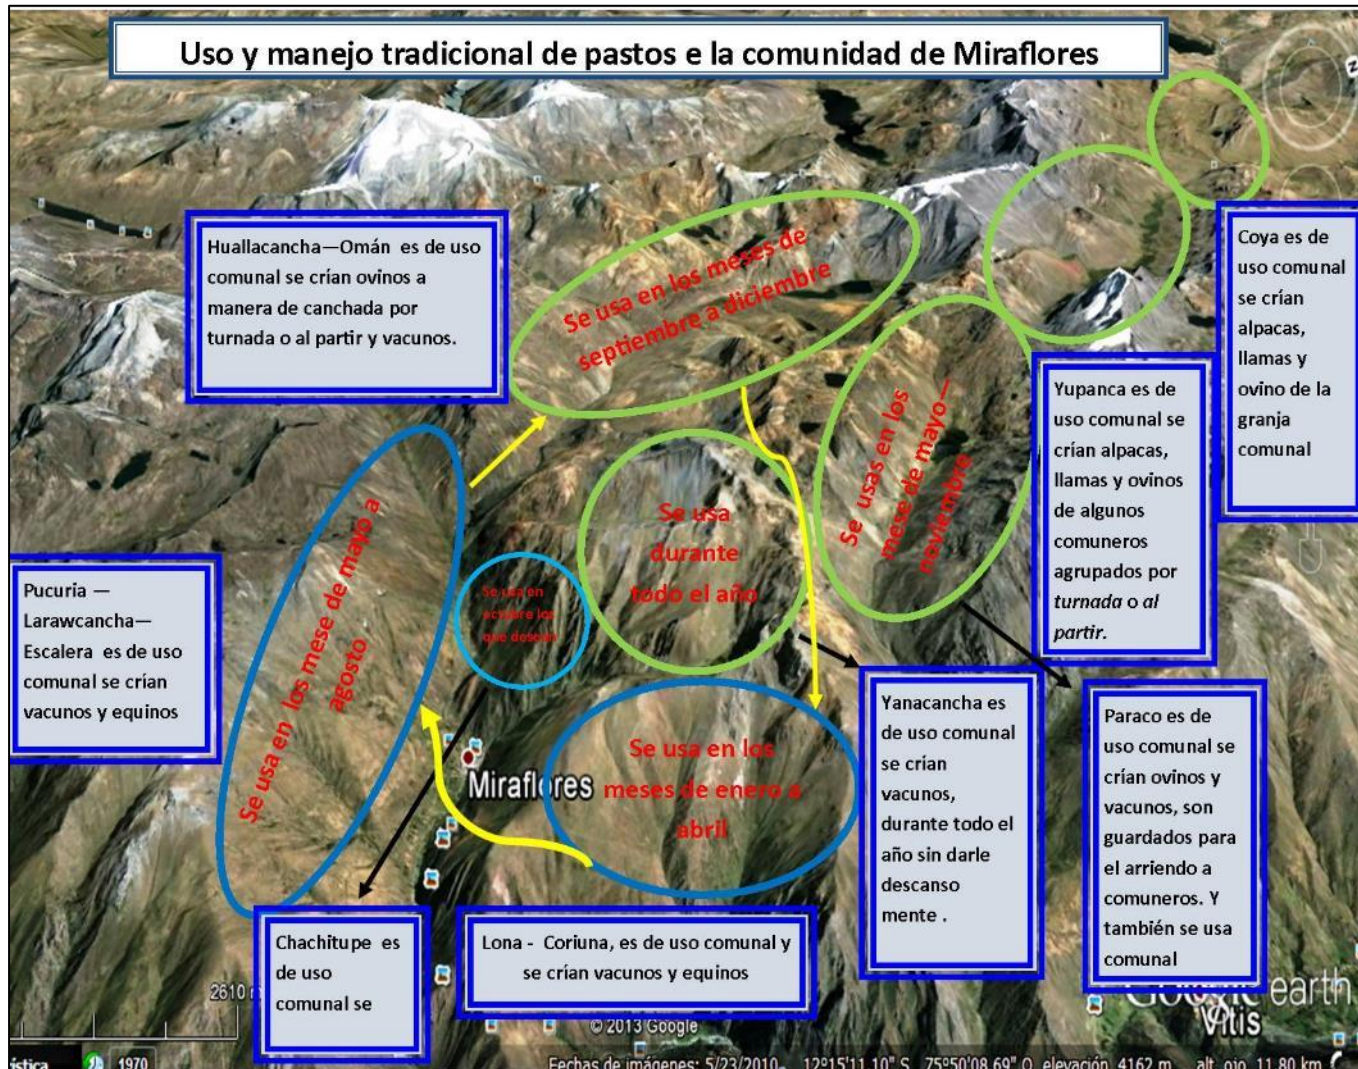 Uso y manejo tradicional de pastos e la comunidad de Miraflores
Huallacancha—Omán es de uso
comunal se crían ovinos a
manera de canchada por
turnada o al partir y vacunos.
Se usa en los meses de
septiembre a diciembre
Coya es de
uso comunal
se crían
alpacas,
llamas y
ovino de la
granja
comunal
Yupanca es de
uso comunal se
crían alpacas,
llamas y ovinos
de algunos
comuneros
agrupados por
turnada o al
partir.
Se usas en los
mese de mayo—
noviembre
Se usa
durante
todo el año
Se usa en
octubre los
que
Se usa en los mese de mayo a
agosto
Pucuria —
Larawcancha—
Escalera es de uso
comunal se crían
vacunos y equinos
Miraflores
Se usa en los
meses de enero a
abril
Yanacancha es
de uso comunal
se crían
vacunos,
durante todo el
año sin darle
descanso
mente .
Paraco es de
uso comunal se
crían ovinos y
vacunos, son
guardados para
el arriendo a
comuneros. Y
también se usa
comunal
Chachitupe es
de uso
comunal se
Lona - Coriuna, es de uso comunal y
se crían vacunos y equinos
2610 m
Google earth
Vitis
© 2013 Google
1970
Fechas de imágenes: 5/23/2010 12°15'11.10" S 75°50'08.69" O elevación 4162 m alt. ojo 11.80 km